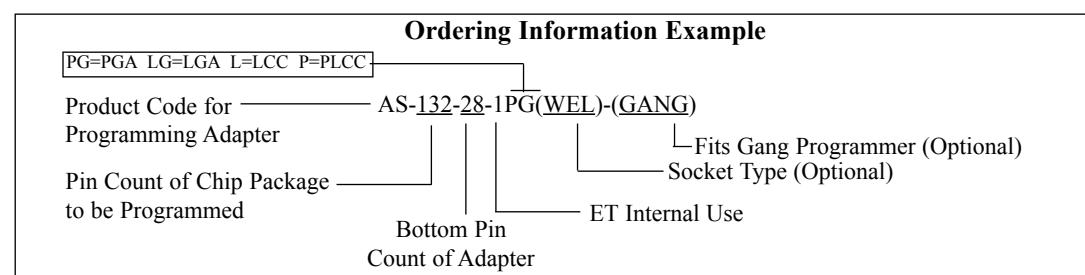 Ordering Information Example
PG=PGA LG=LGA L=LCC P=PLCC
Product Code for
Programming Adapter
AS-132-28-1PG(WEL)-(GANG)
Fits Gang Programmer (Optional)
Socket Type (Optional)
Pin Count of Chip Package
to be Programmed
ET Internal Use
Bottom Pin
Count of Adapter